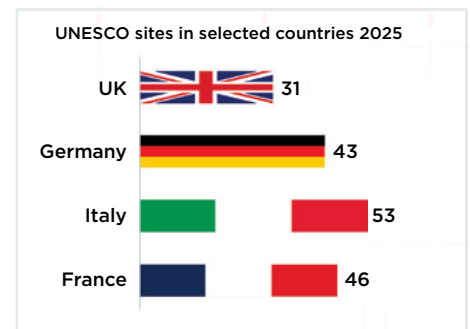 UNESCO sites in selected countries 2025
UK 31
Germany 43
Italy 53
France 46